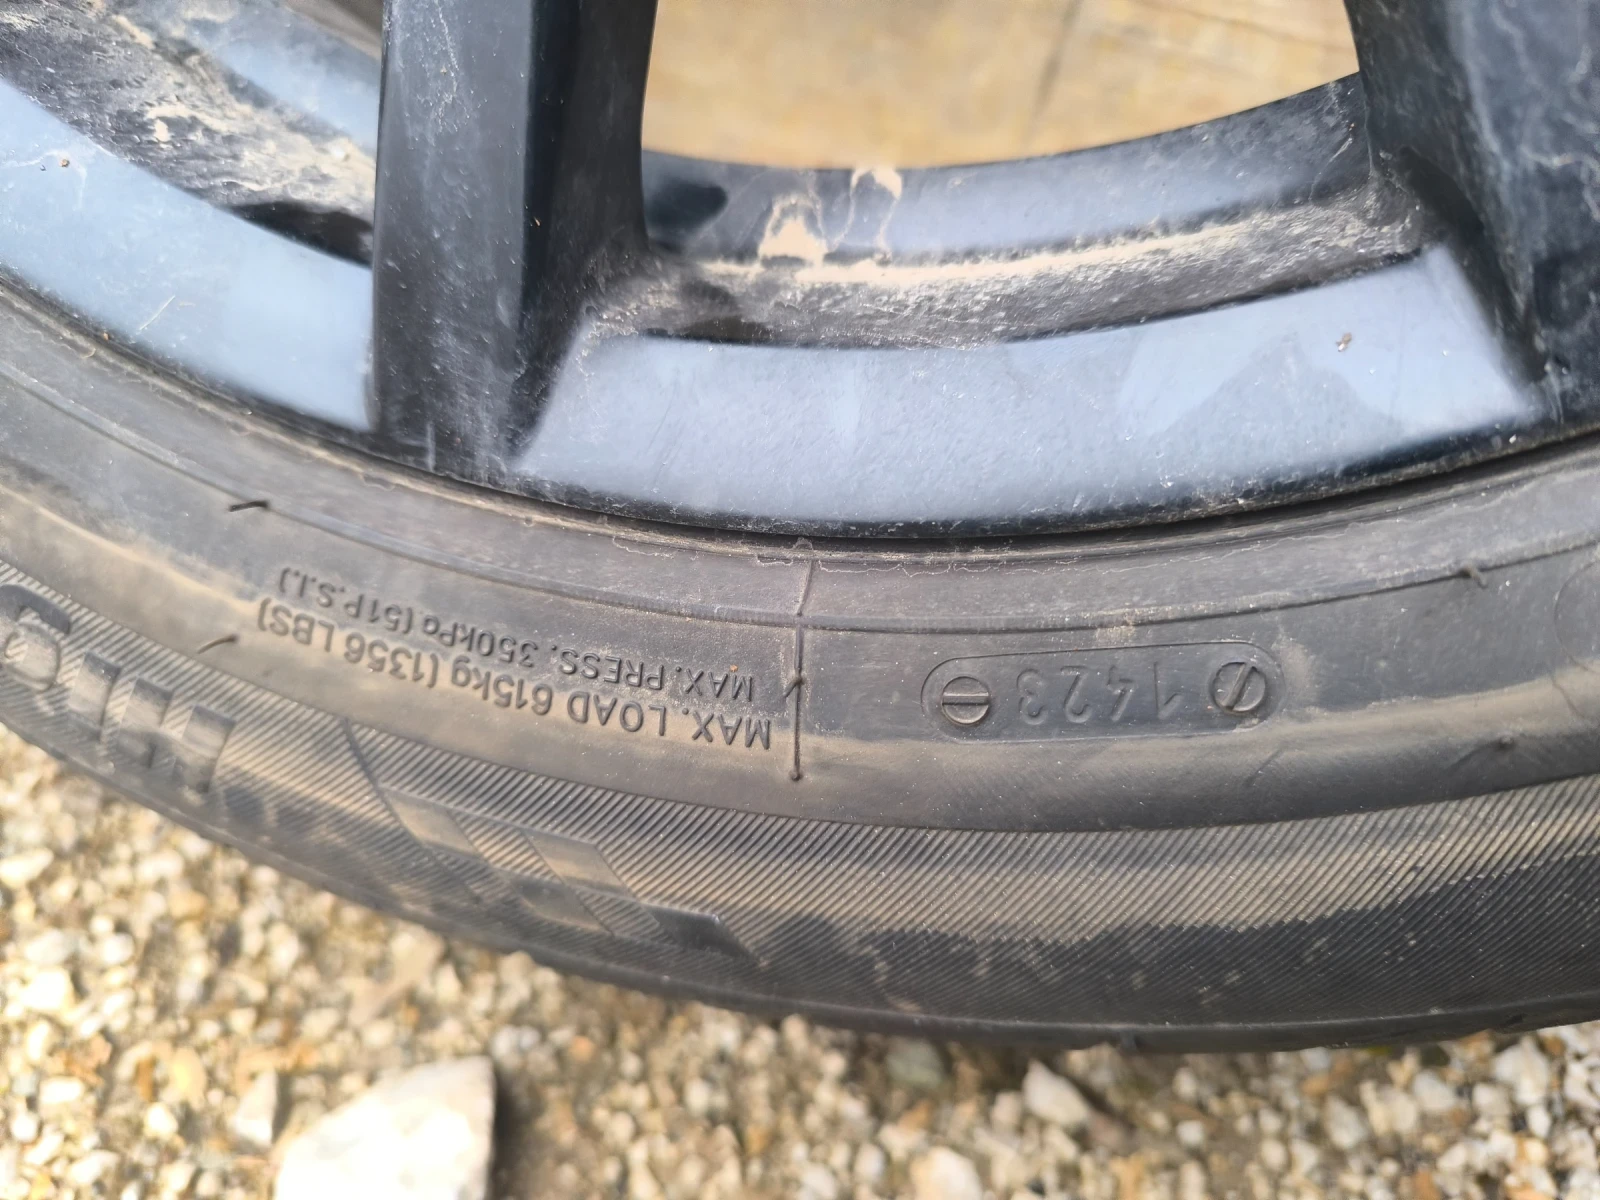 1423
MAX. LOAD 615kg (1356 LBS)
MAX. PRESS. 350kPa (51P.S.I.)